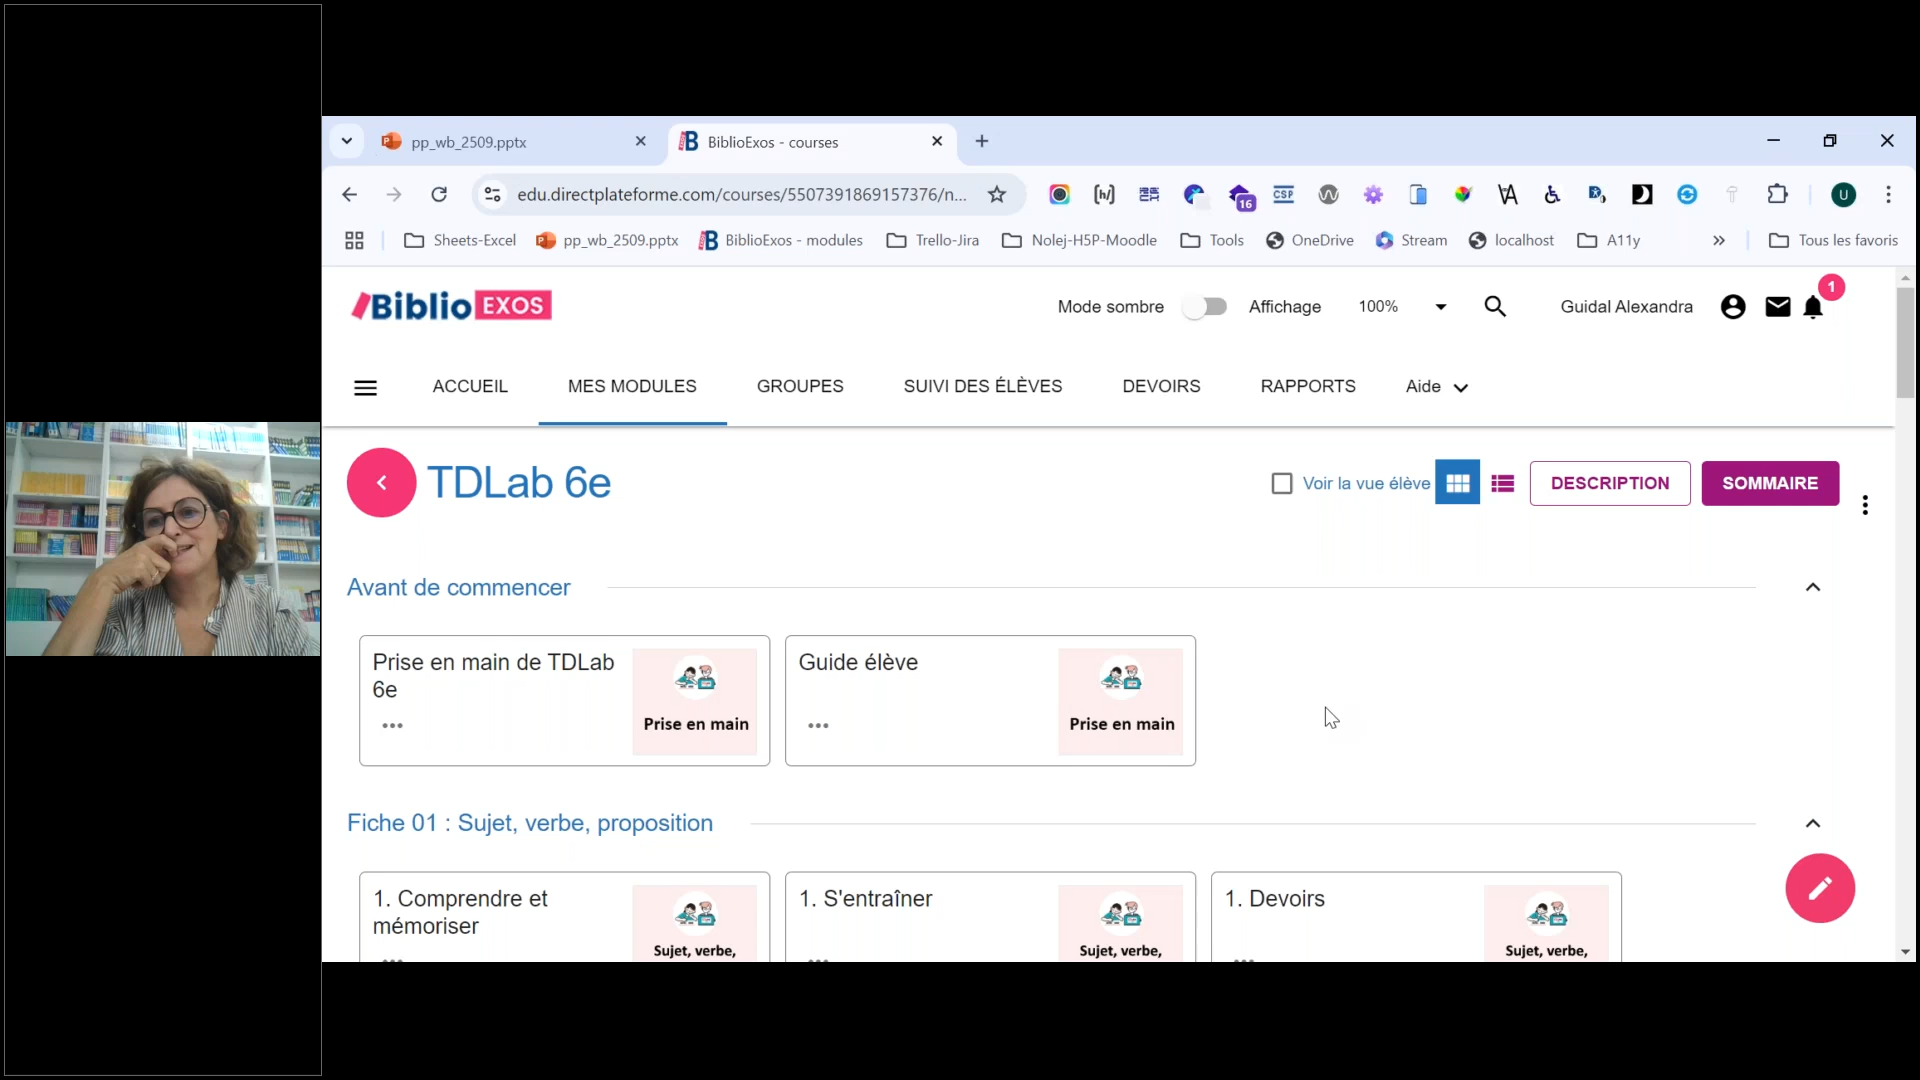 pp_wb_2509.pptx
BiblioExos - courses
edu.directplateforme.com/courses/5507391869157376/n...
CSP
16
U
Sheets-Excel
pp_wb_2509.pptx
BiblioExos - modules
Trello-Jira
Nolej-H5P-Moodle
Tools
OneDrive
Stream
localhost
A11y
Tous les favoris
Biblio EXOS
Mode sombre
Affichage
100%
Guidal Alexandra
1
ACCUEIL
MES MODULES
GROUPES
SUIVI DES ÉLÈVES
DEVOIRS
RAPPORTS
Aide
TDLab 6e
Voir la vue élève
DESCRIPTION
SOMMAIRE
Avant de commencer
Prise en main de TDLab
6e
Prise en main
Guide élève
Prise en main
Fiche 01 : Sujet, verbe, proposition
1. Comprendre et
mémoriser
Sujet, verbe,
1. S'entraîner
Sujet, verbe,
1. Devoirs
Sujet, verbe,